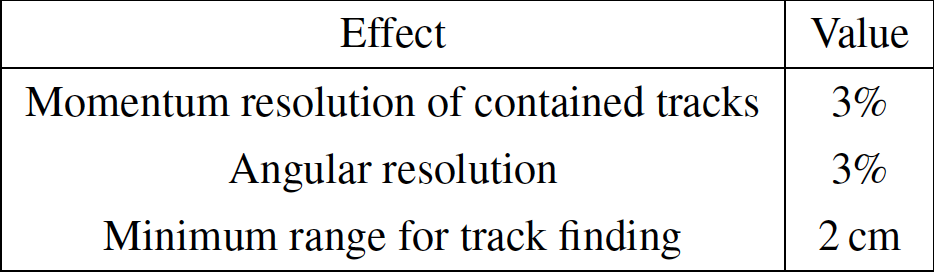 Effect Value
Momentum resolution of contained tracks 3%
Angular resolution 3%
Minimum range for track finding 2 cm